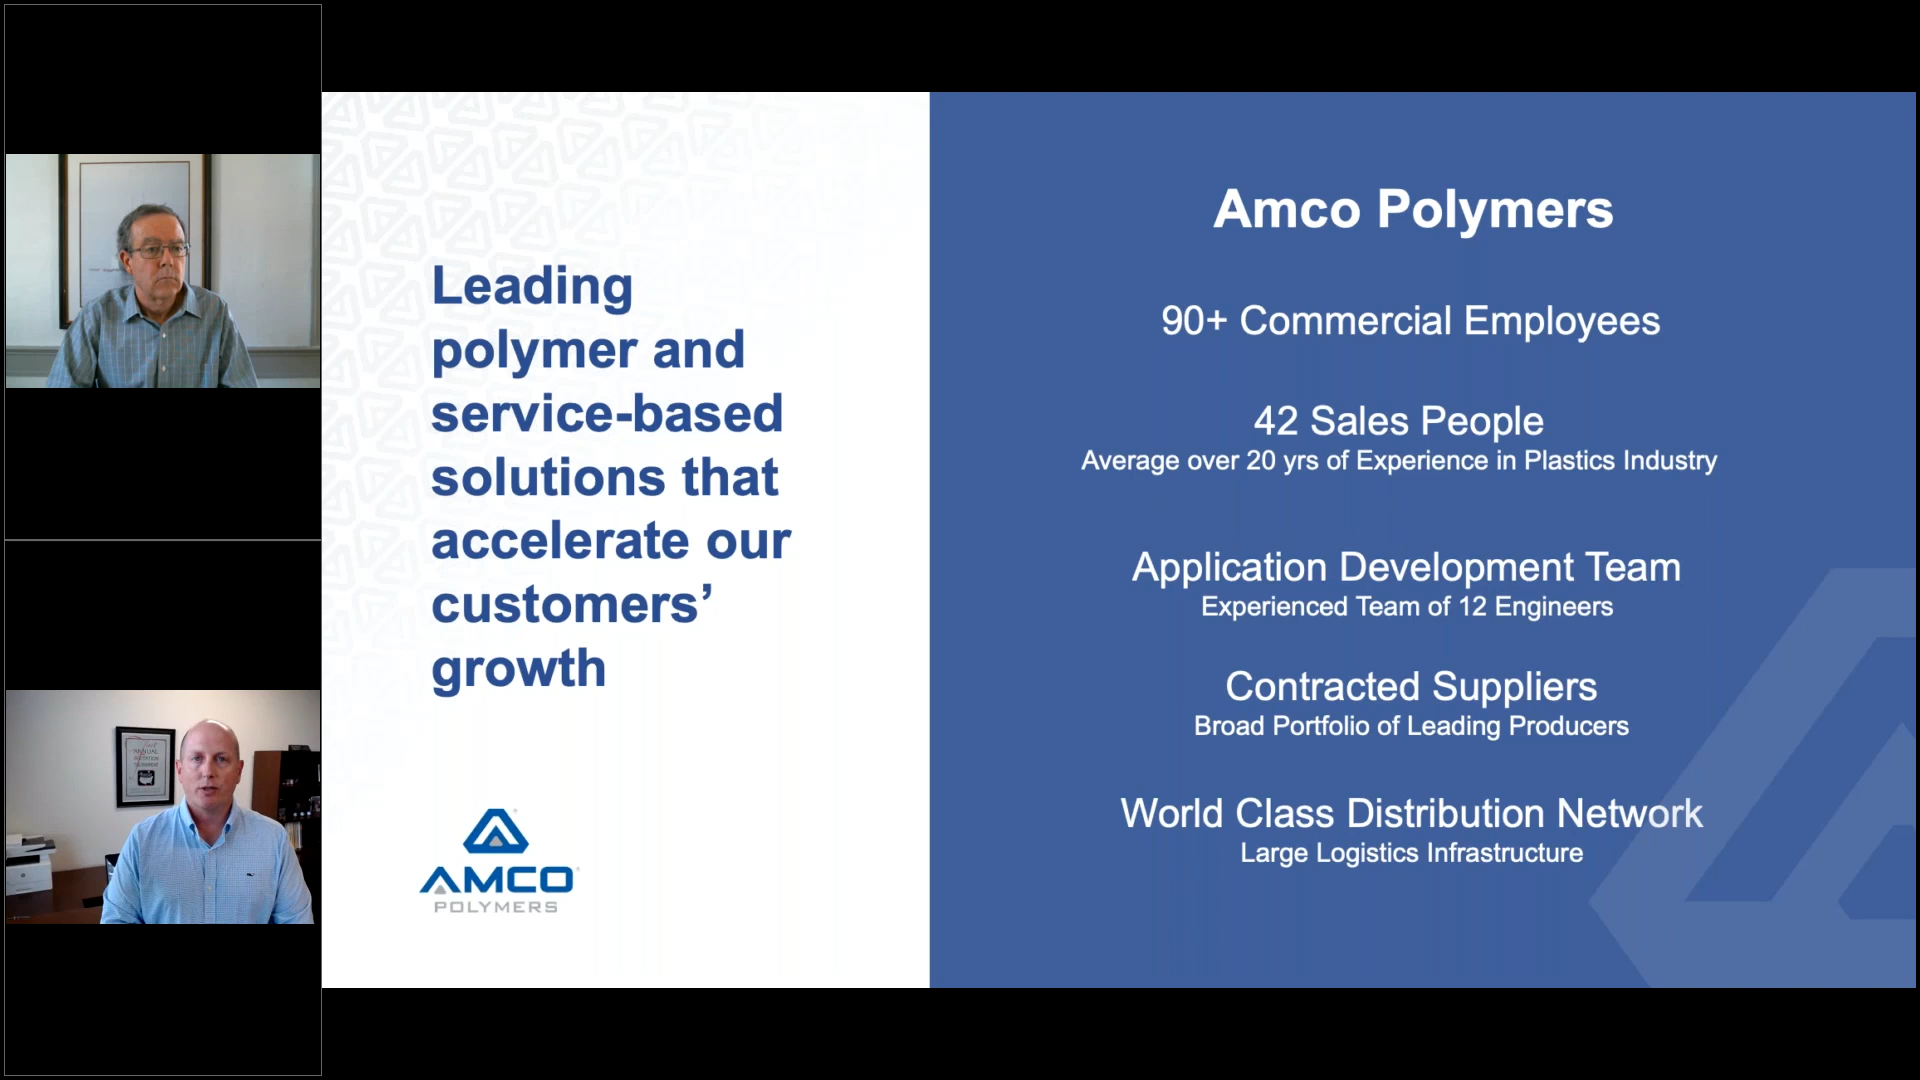 Leading
polymer and
service-based
solutions that
accelerate our
customers’
growth
AMCO
POLYMERS
Amco Polymers
90+ Commercial Employees
42 Sales People
Average over 20 yrs of Experience in Plastics Industry
Application Development Team
Experienced Team of 12 Engineers
Contracted Suppliers
Broad Portfolio of Leading Producers
World Class Distribution Network
Large Logistics Infrastructure
ANNUAL